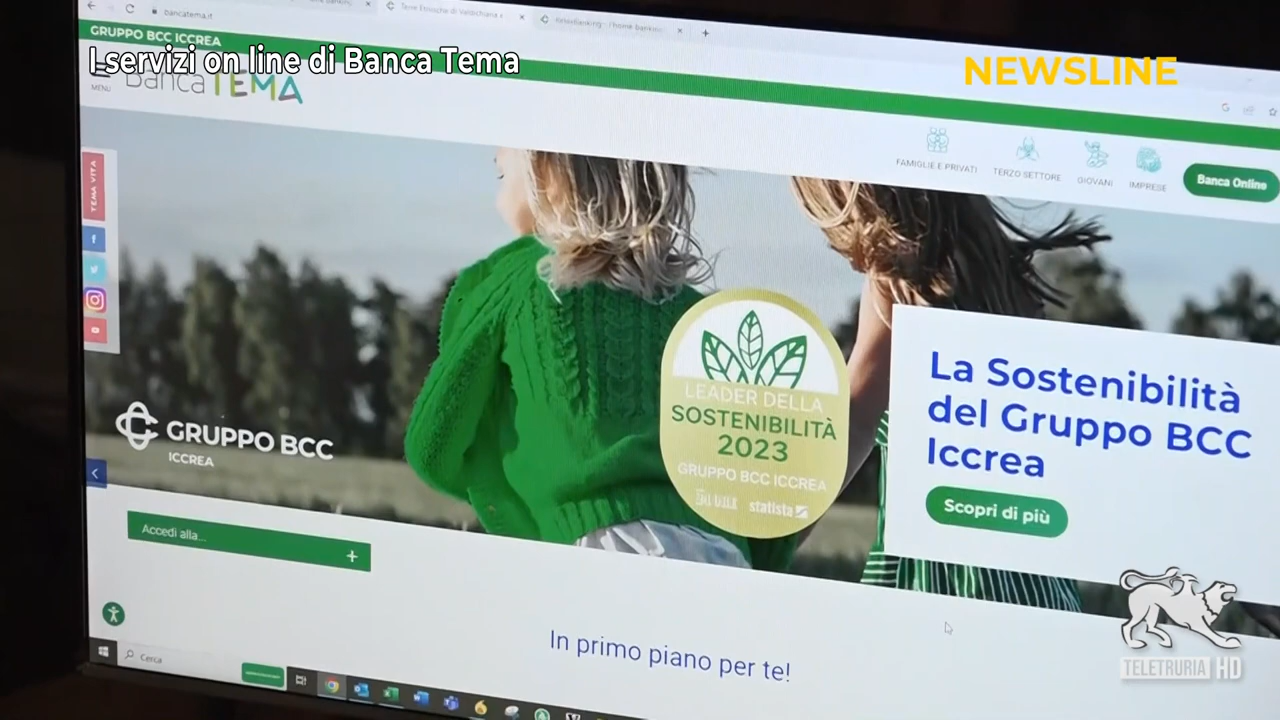 bancatema.it
GRUPPO BCC ICCREA
I servizi on line di Banca Tema
NEWSLINE
MENU
Banca TEMA
FAMIGLIE E PRIVATI
TERZO SETTORE
GIOVANI
IMPRESE
Banca Online
TEMA VITA
LEADER DELLA
SOSTENIBILITÀ
2023
GRUPPO BCC ICCREA
statista
La Sostenibilità
del Gruppo BCC
Iccrea
Scopri di più
GRUPPO BCC
ICCREA
Accedi alla...
In primo piano per te!
Cerca
TELETRURIA HD